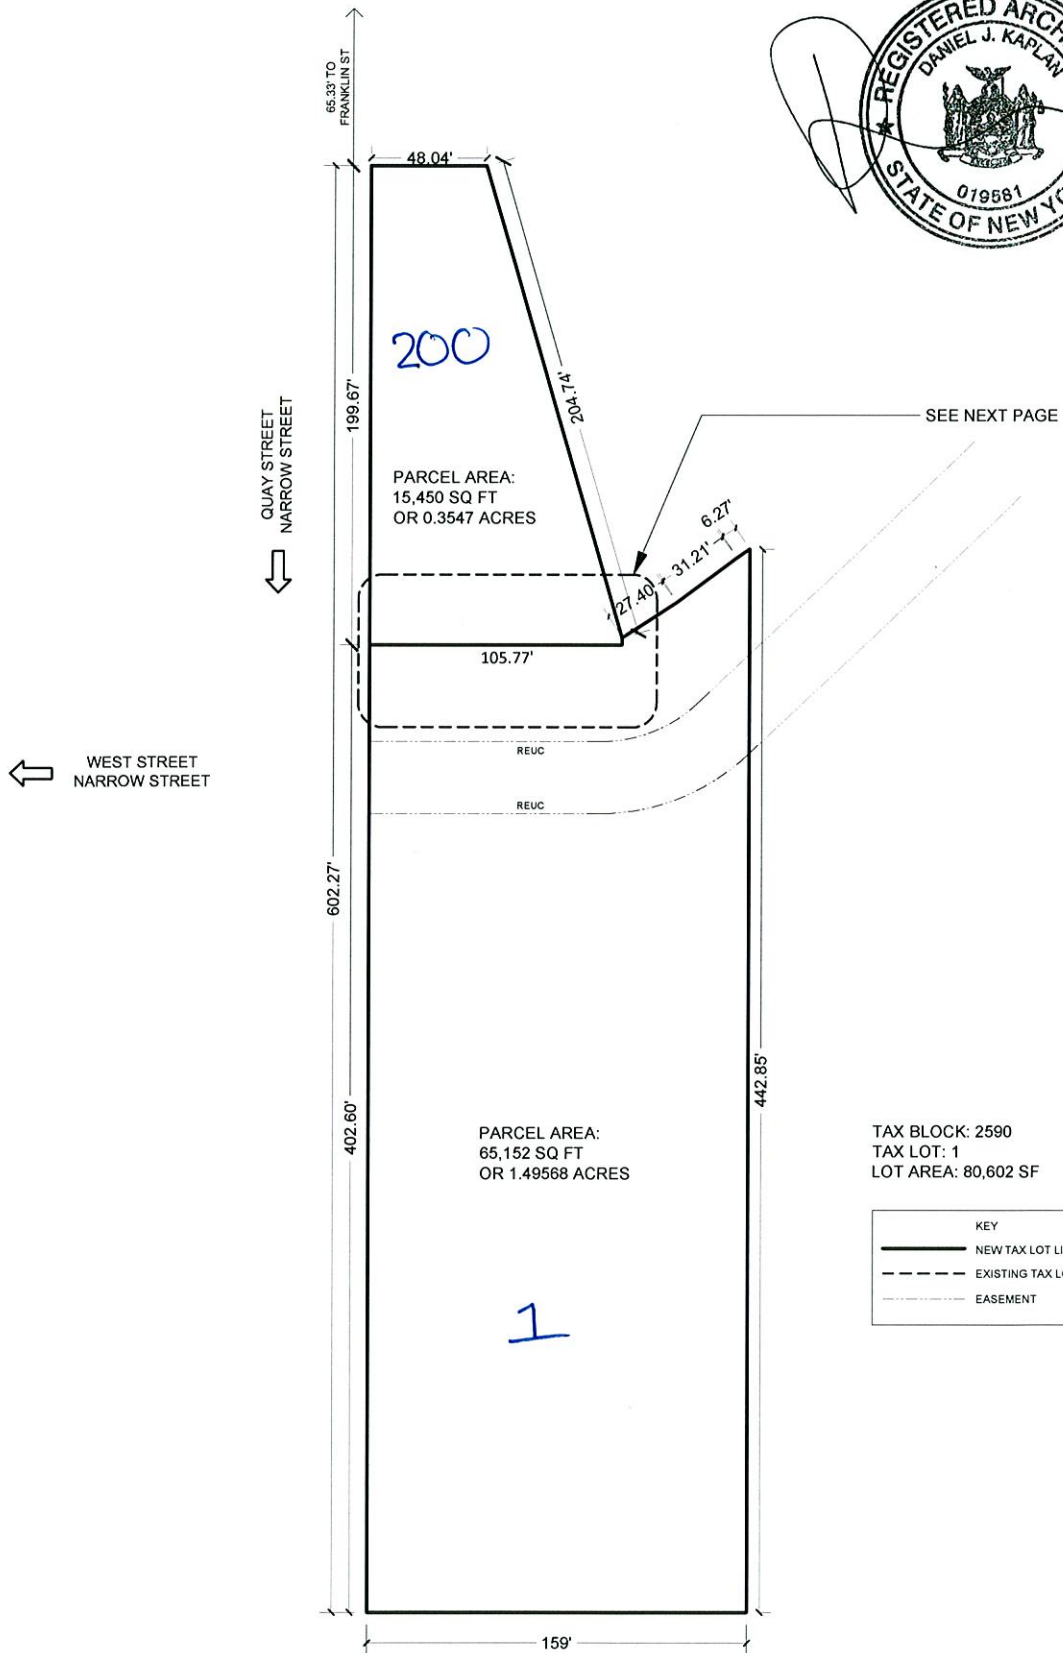 65.33' TO
FRANKLIN ST
REGISTERED ARCH
DANIEL J. KAPLAN
019581
STATE OF NEW YO
48.04'
200
199.67'
204.74'
QUAY STREET
NARROW STREET
SEE NEXT PAGE
PARCEL AREA:
15,450 SQ FT
OR 0.3547 ACRES
6.27'
31.21'
27.40'
105.77'
REUC
WEST STREET
NARROW STREET
REUC
602.27'
402.60'
442.85'
PARCEL AREA:
65,152 SQ FT
OR 1.49568 ACRES
TAX BLOCK: 2590
TAX LOT: 1
LOT AREA: 80,602 SF
KEY
NEW TAX LOT LI
EXISTING TAX LO
EASEMENT
1
159'